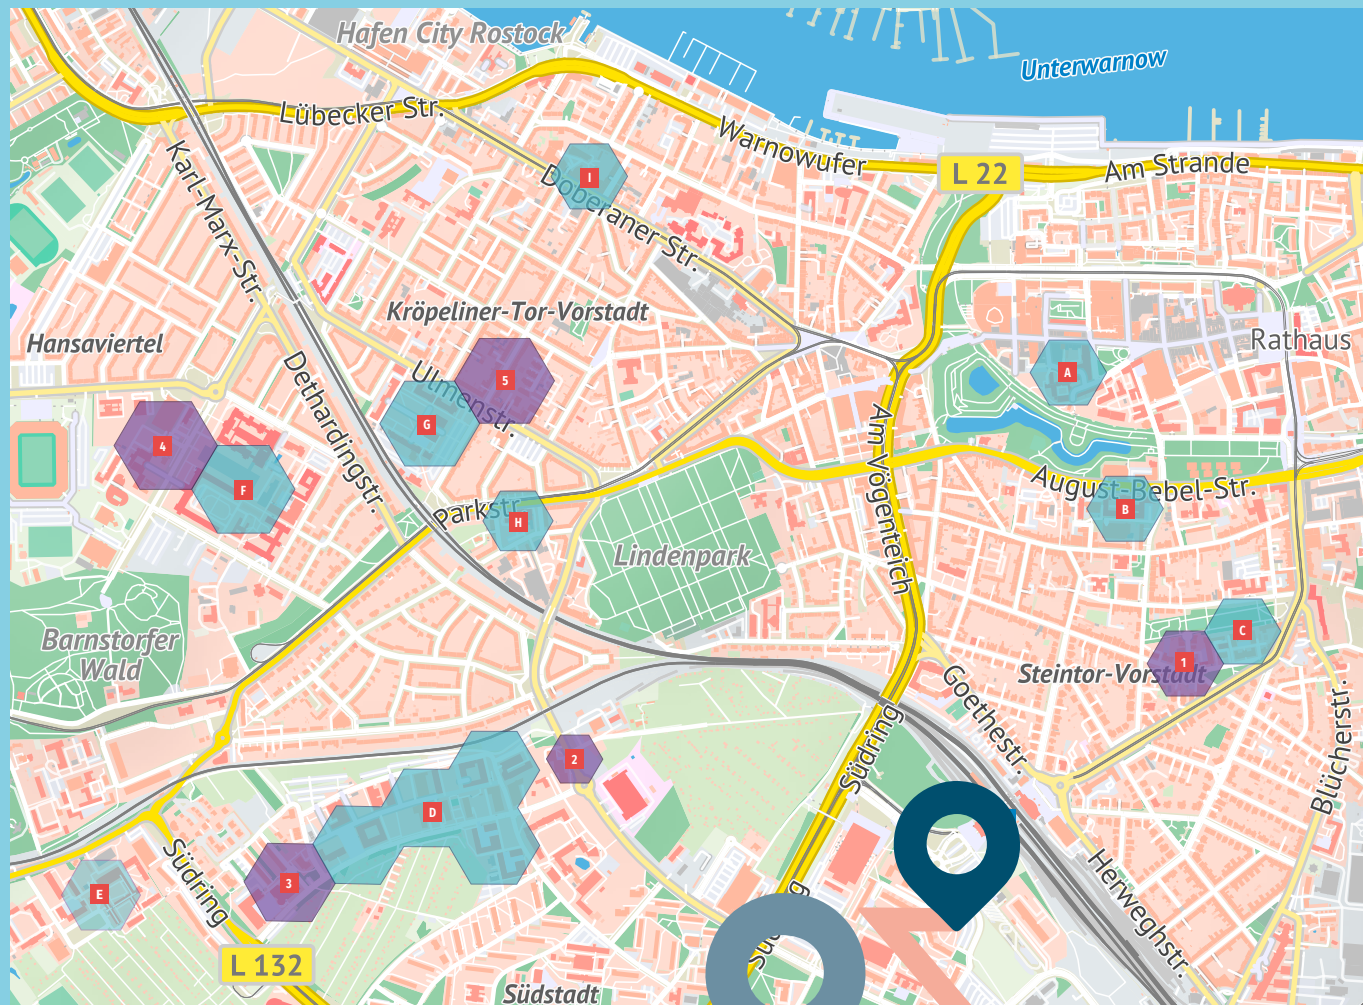 Hafen City Rostock
Unterwarnow
Lübecker Str.
Warnowufer
L 22
Am Strande
Karl-Marx-Str.
I
Doberaner Str.
Kröpeliner-Tor-Vorstadt
Hansaviertel
Rathaus
Dethardingstr.
Ulmenstr.
5
A
G
4
Am Vögenteich
F
August-Bebel-Str.
Parkstr.
H
B
Lindenpark
Barnstorfer
Wald
C
1
Steintor-Vorstadt
Goethestr.
Blücherstr.
Südring
2
D
Südring
3
E
Herweghstr.
L 132
Südstadt